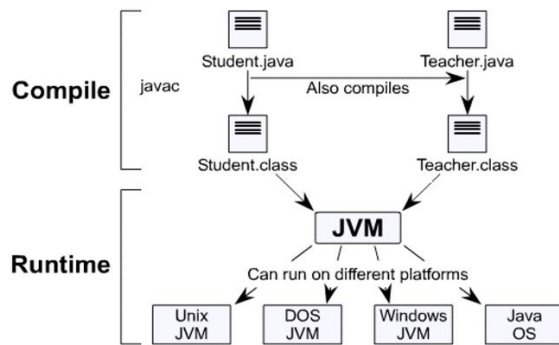 Student.java
Teacher.java
Compile
javac
Also compiles
Student.class
Teacher.class
JVM
Runtime
Can run on different platforms
Unix
JVM
DOS
JVM
Windows
JVM
Java
OS